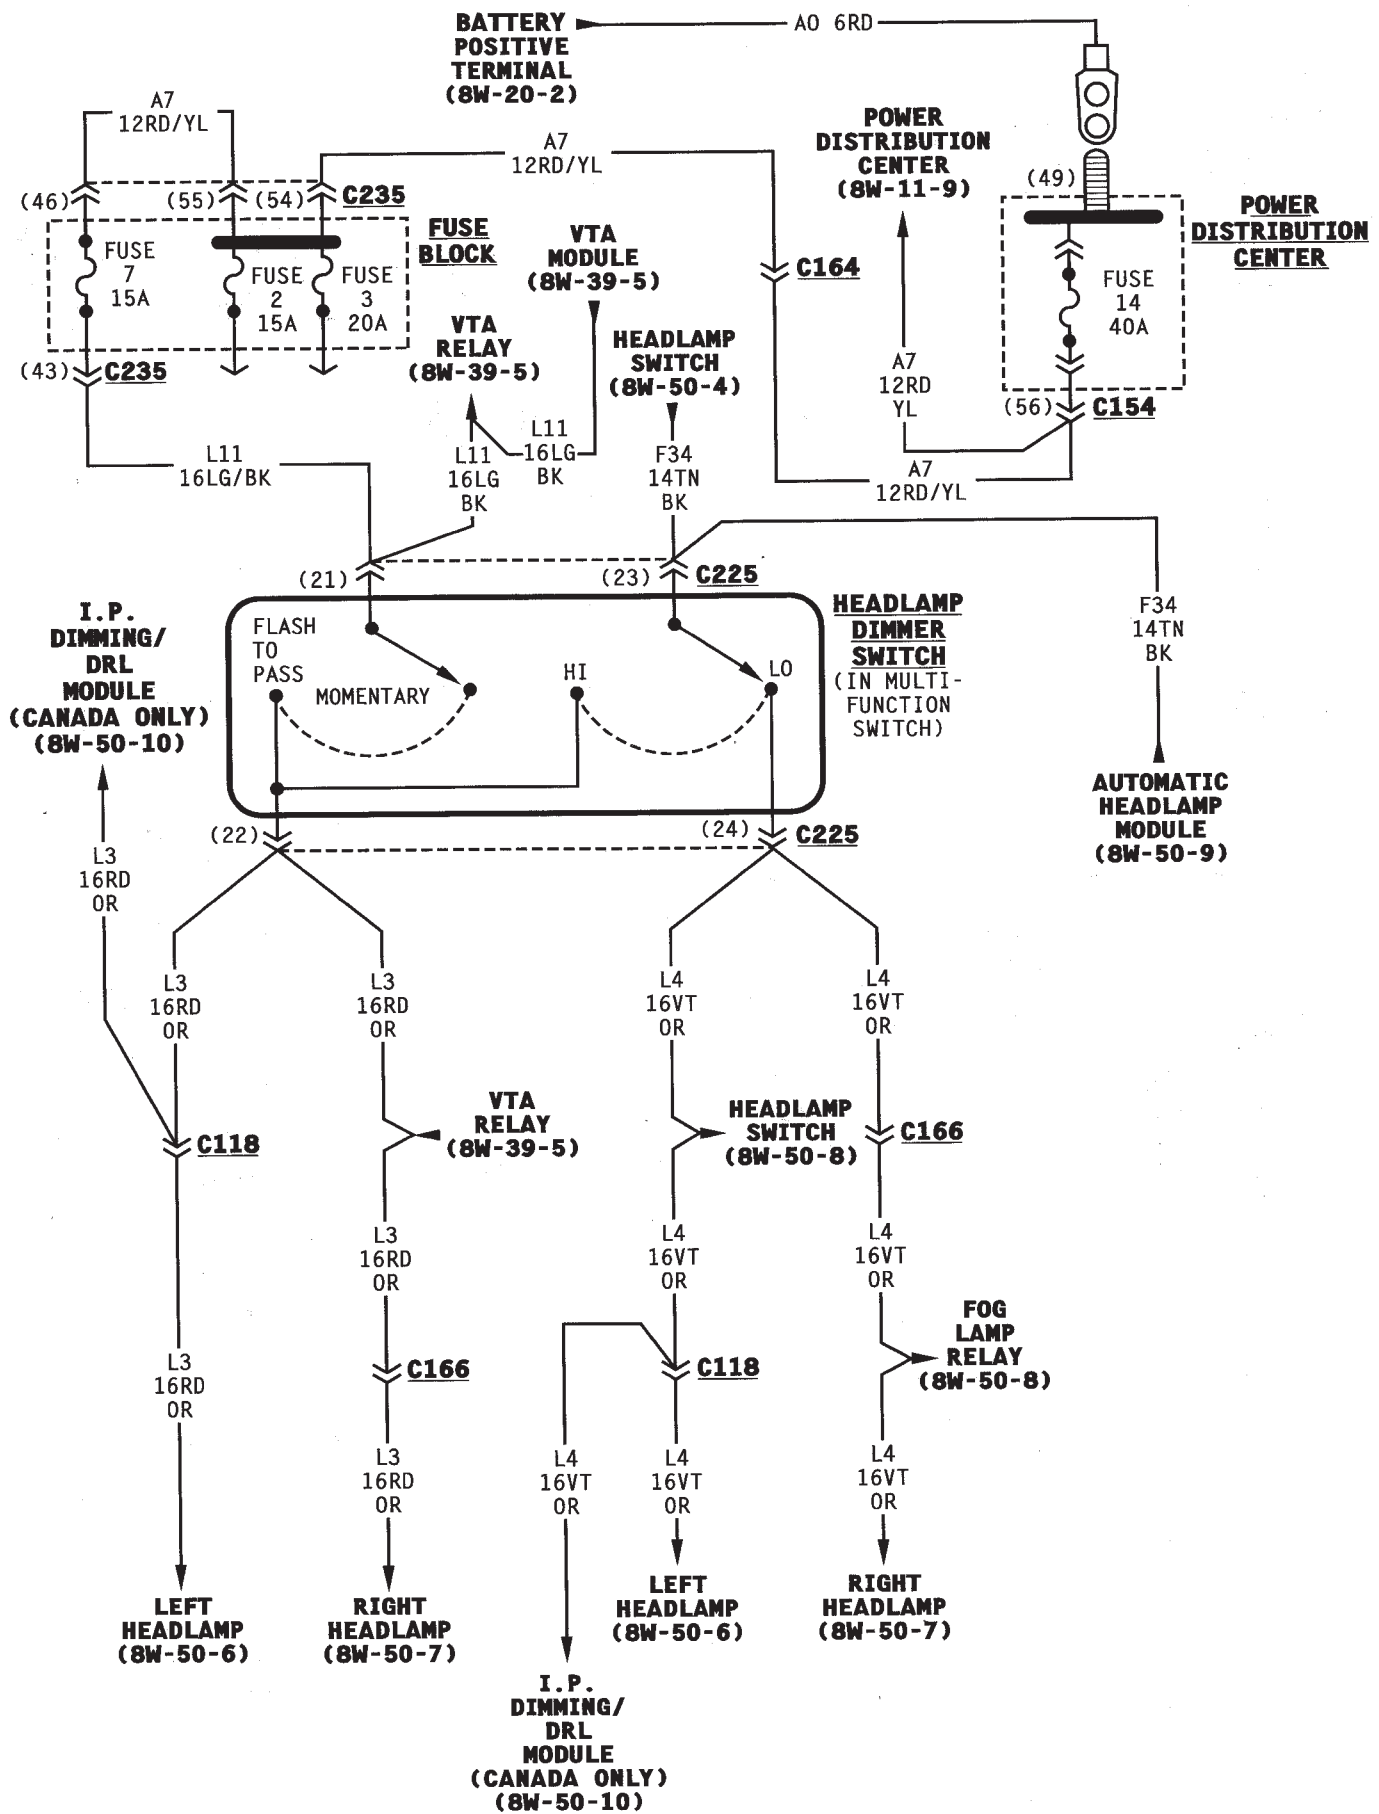 BATTERY
POSITIVE
TERMINAL
(8W-20-2)
A0 6RD
A7
12RD/YL
A7
12RD/YL
POWER
DISTRIBUTION
CENTER
(8W-11-9)
(49)
POWER
DISTRIBUTION
CENTER
(46)
(55)
(54)
C235
FUSE
BLOCK
FUSE
7
15A
FUSE
2
15A
FUSE
3
20A
(43)
C235
VTA
MODULE
(8W-39-5)
VTA
RELAY
(8W-39-5)
HEADLAMP
SWITCH
(8W-50-4)
C164
FUSE
14
40A
A7
12RD
YL
(56)
C154
L11
16LG/BK
L11
16LG
BK
L11
16LG
BK
F34
14TN
BK
A7
12RD/YL
(21)
(23)
C225
I.P.
DIMMING/
DRL
MODULE
(CANADA ONLY)
(8W-50-10)
FLASH
TO
PASS
MOMENTARY
HI
LO
HEADLAMP
DIMMER
SWITCH
(IN MULTI-
FUNCTION
SWITCH)
F34
14TN
BK
AUTOMATIC
HEADLAMP
MODULE
(8W-50-9)
(22)
(24)
C225
L3
16RD
OR
L3
16RD
OR
L3
16RD
OR
L4
16VT
OR
L4
16VT
OR
C118
VTA
RELAY
(8W-39-5)
HEADLAMP
SWITCH
(8W-50-8)
C166
L3
16RD
OR
L4
16VT
OR
L4
16VT
OR
FOG
LAMP
RELAY
(8W-50-8)
L3
16RD
OR
C166
C118
L3
16RD
OR
L4
16VT
OR
L4
16VT
OR
L4
16VT
OR
LEFT
HEADLAMP
(8W-50-6)
RIGHT
HEADLAMP
(8W-50-7)
LEFT
HEADLAMP
(8W-50-6)
RIGHT
HEADLAMP
(8W-50-7)
I.P.
DIMMING/
DRL
MODULE
(CANADA ONLY)
(8W-50-10)